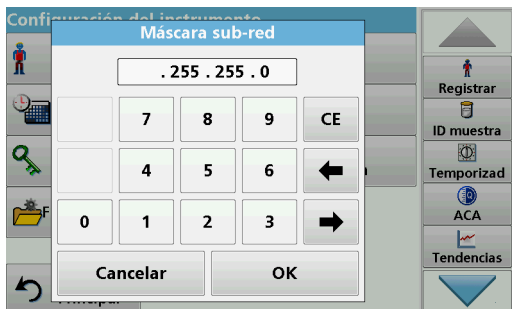 Configuración del instrumento
Máscara sub-red
. 255 . 255 . 0
7 8 9 CE
4 5 6
0 1 2 3
Cancelar OK
F
Principal
Registrar
ID muestra
Temporizad
ACA
Tendencias